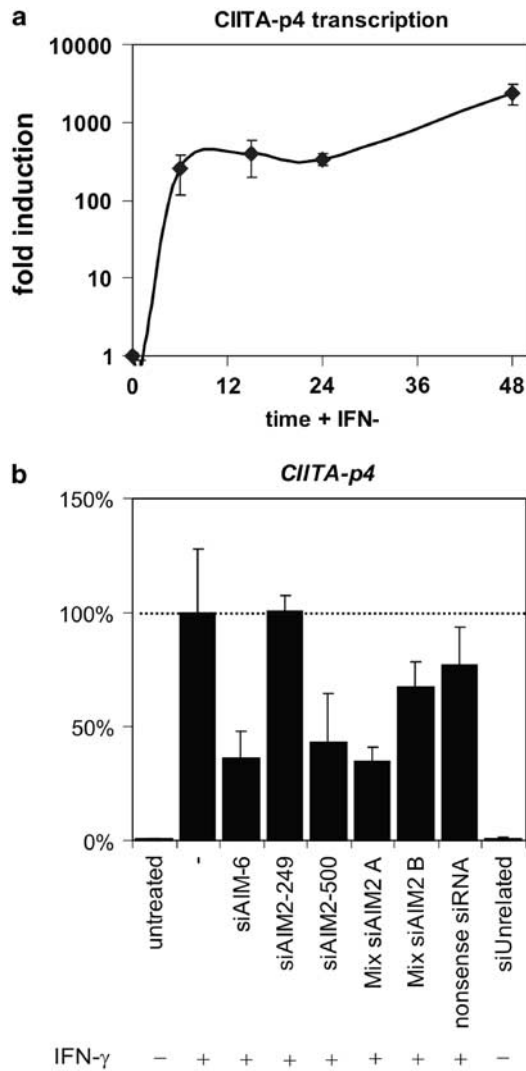 a
CIITA-p4 transcription
10000
1000
100
10
1
fold induction
0 12 24 36 48
time + IFN-
b
CIITA-p4
150%
100%
50%
0%
untreated
-
siAIM-6
siAIM2-249
siAIM2-500
Mix siAIM2 A
Mix siAIM2 B
nonsense siRNA
siUnrelated
IFN-γ – + + + + + + + –